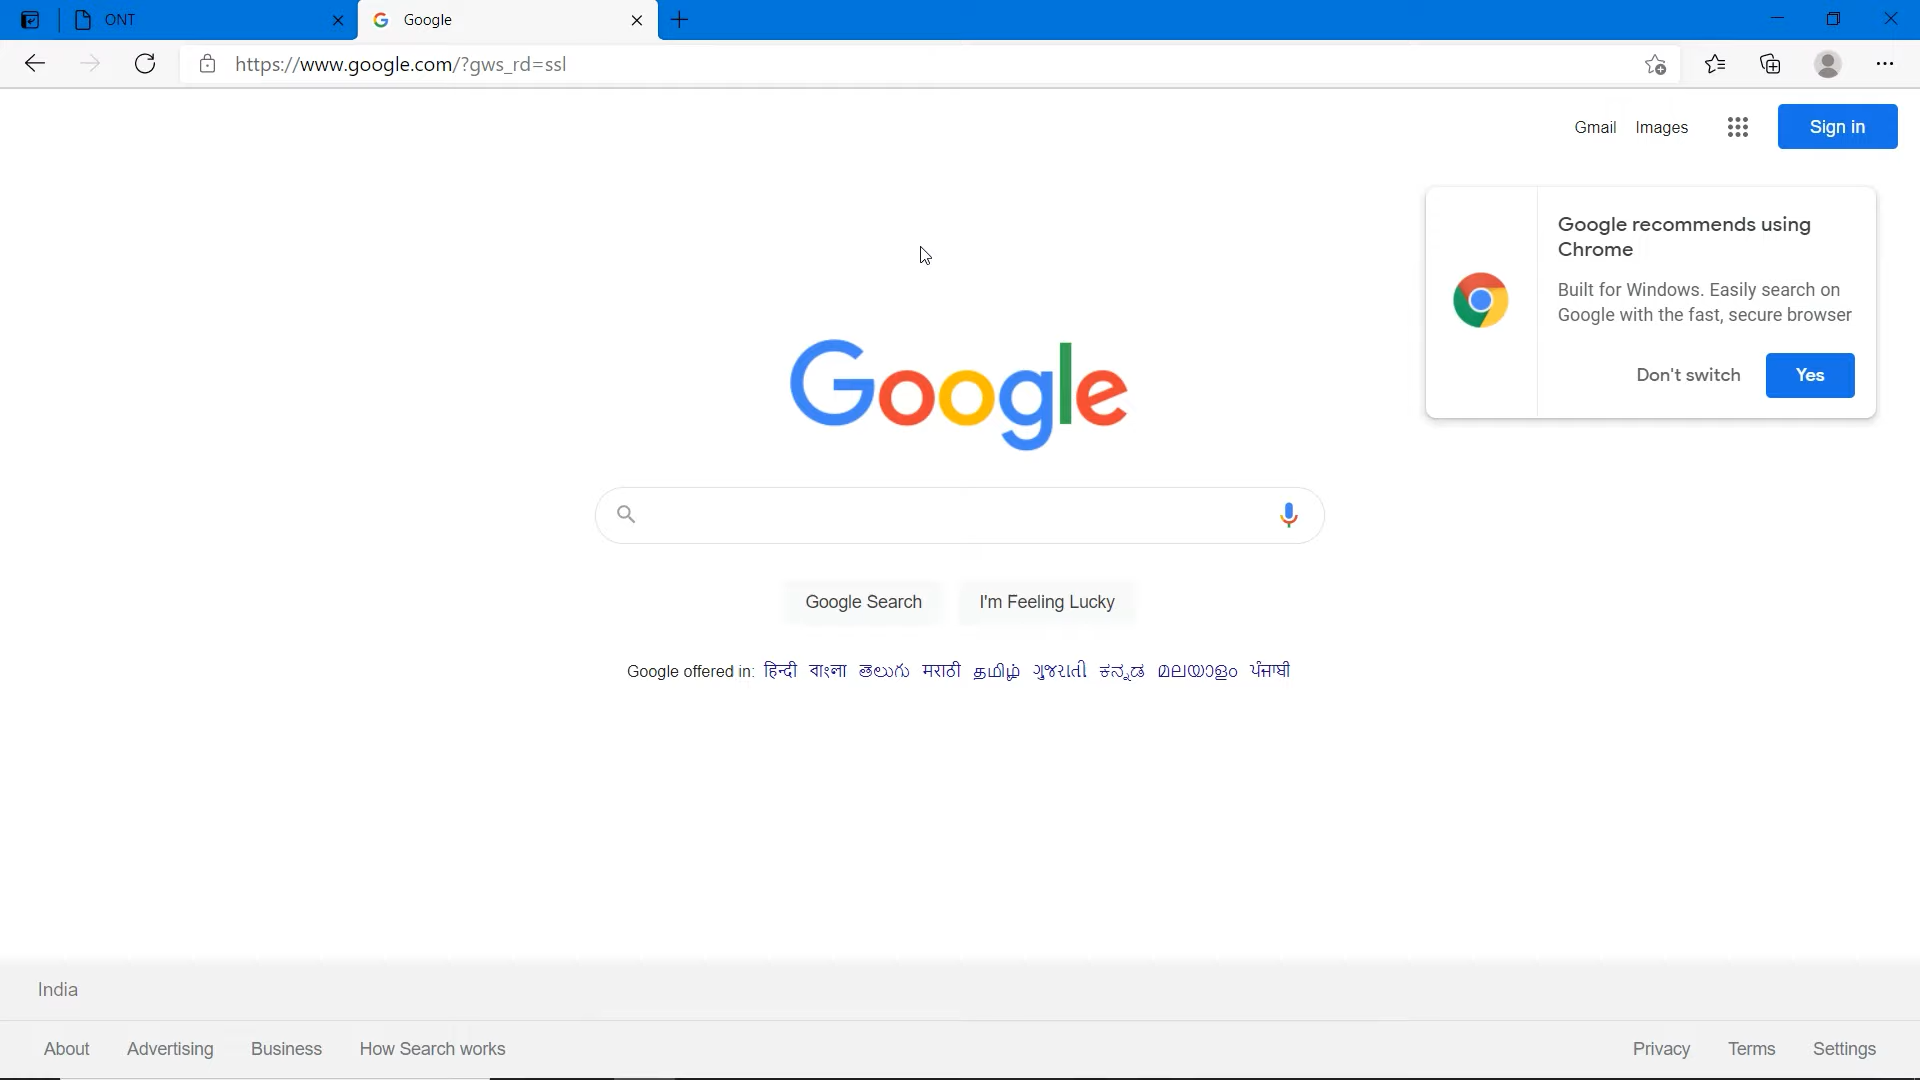 ONT
Google
https://www.google.com/?gws_rd=ssl
Gmail Images Sign in
Google recommends using
Chrome
Built for Windows. Easily search on
Google with the fast, secure browser
Don't switch Yes
Google
Google Search I'm Feeling Lucky
Google offered in: हिन्दी বাংলা తెలుగు मराठी தமிழ் ગુજરાતી ಕನ್ನಡ മലയാളം ਪੰਜਾਬੀ
India
About Advertising Business How Search works Privacy Terms Settings